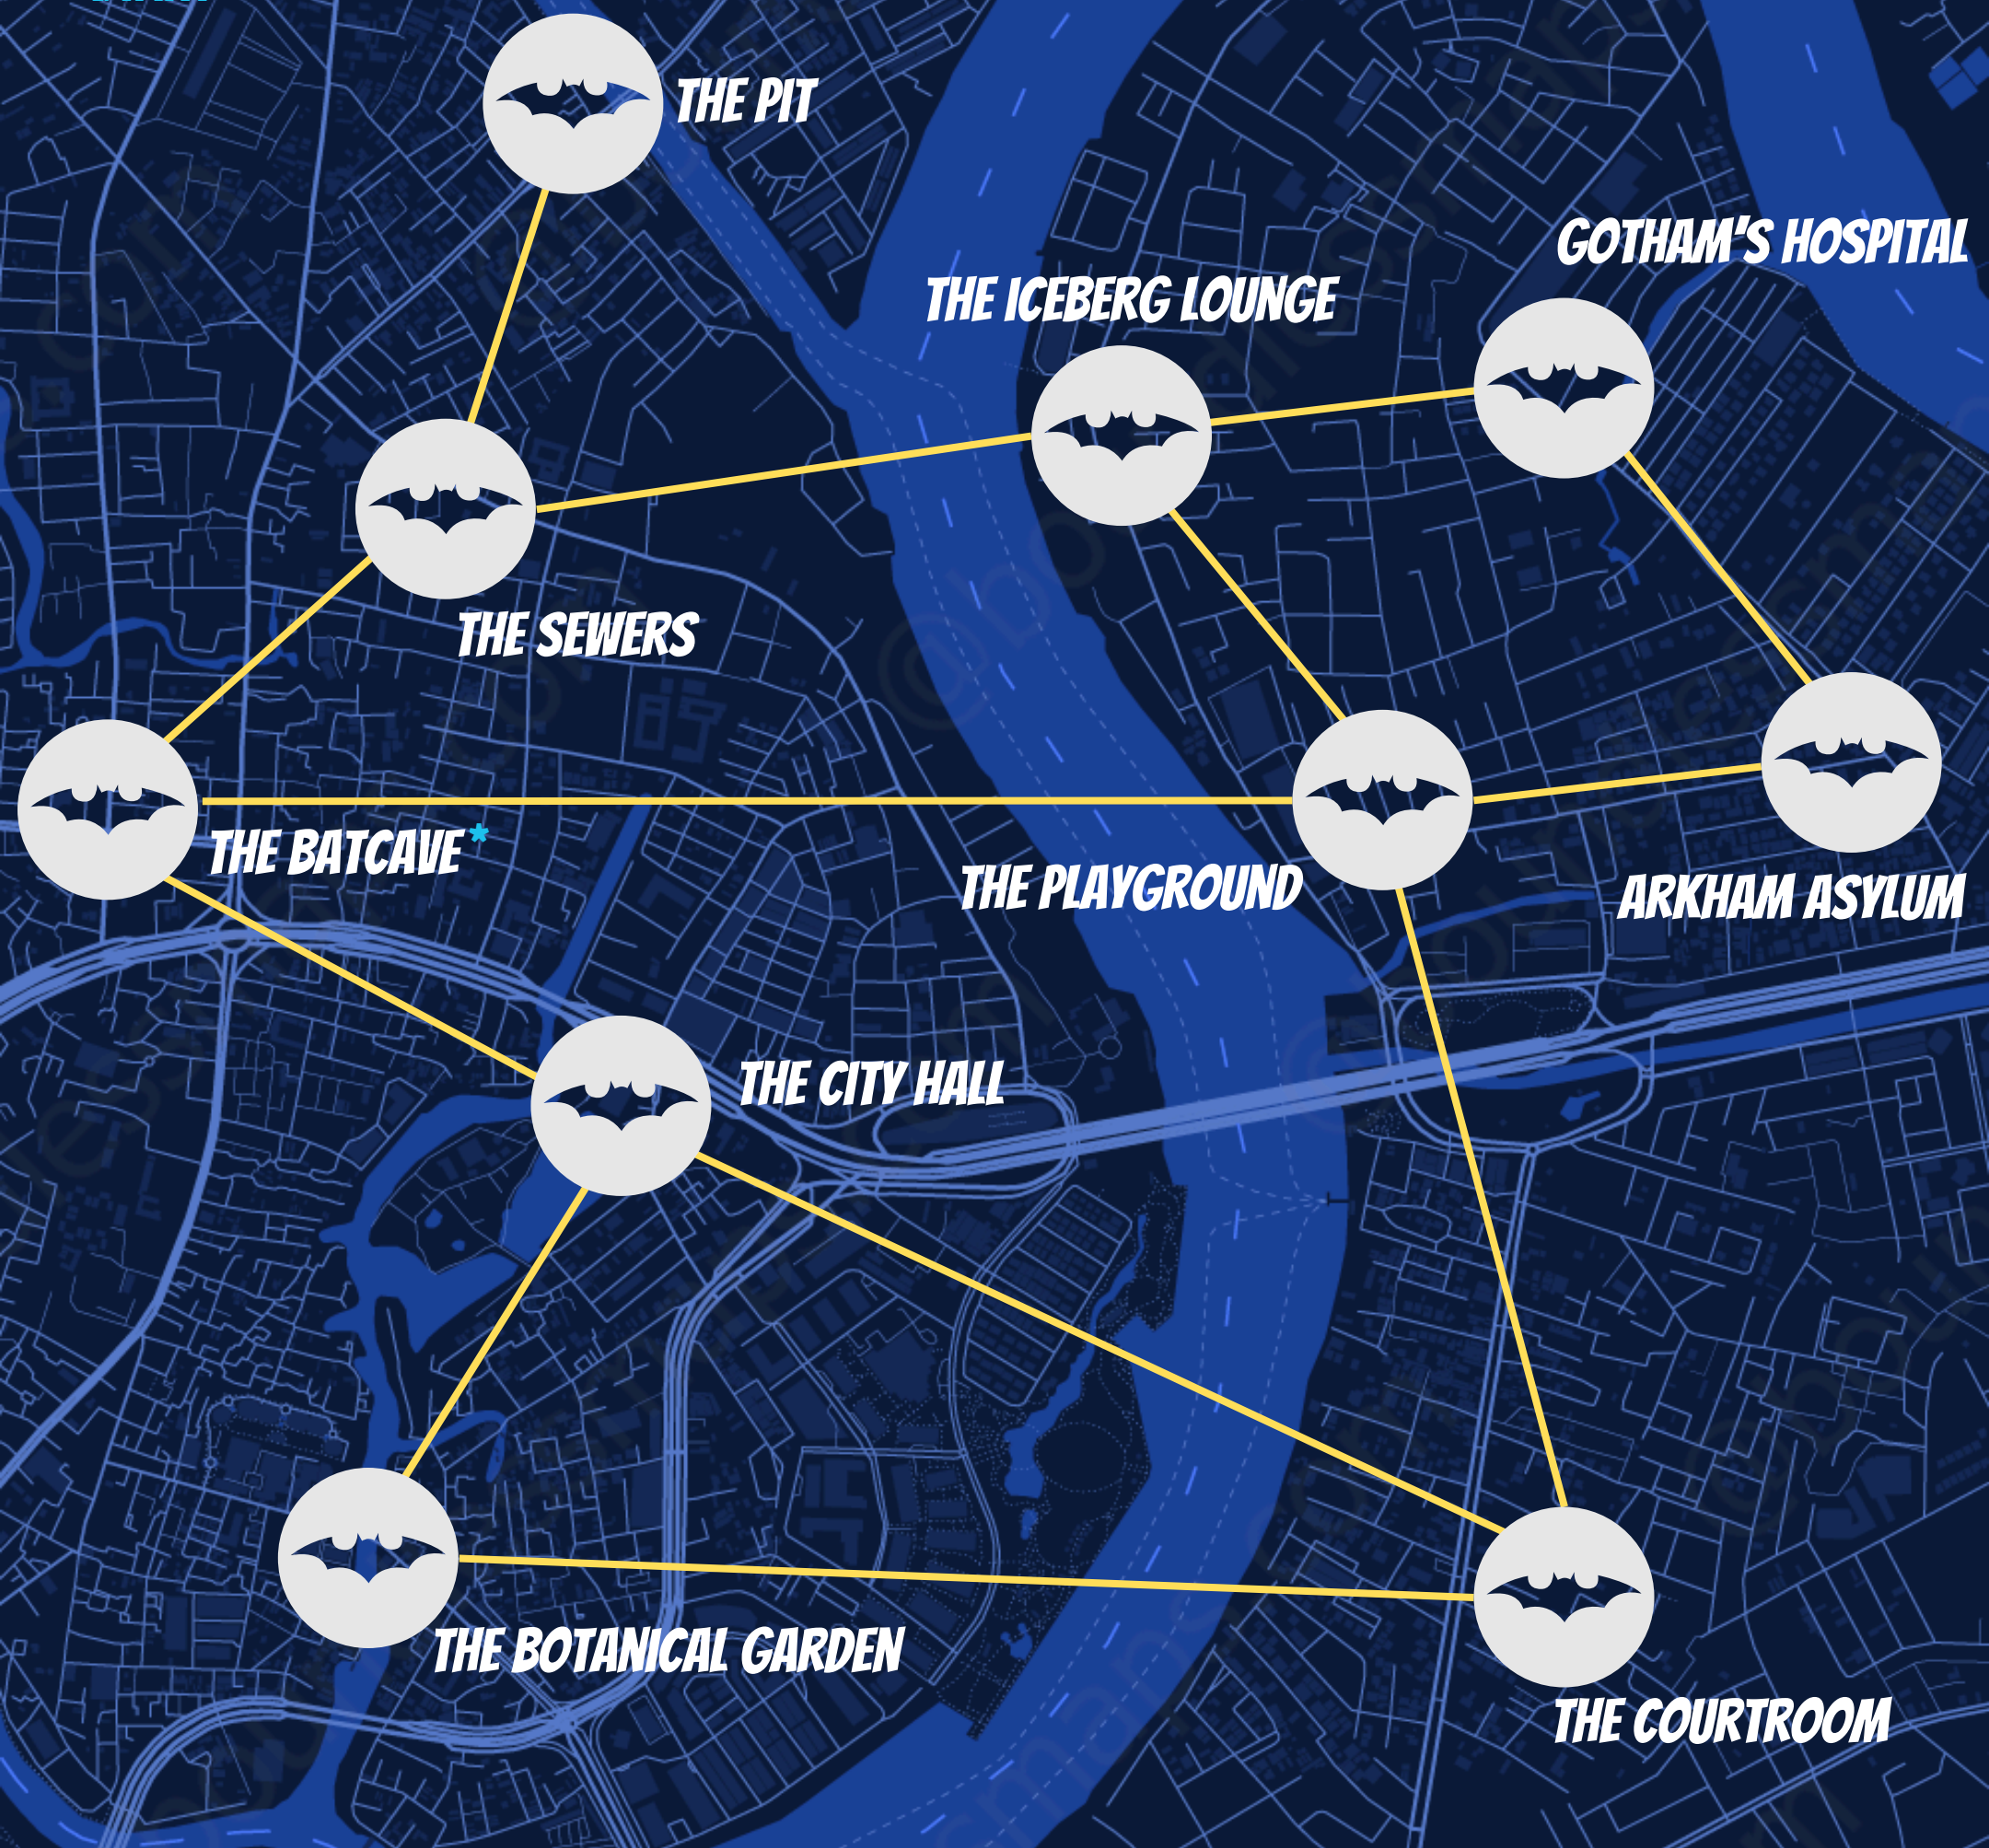 THE PIT
GOTHAM'S HOSPITAL
THE ICEBERG LOUNGE
THE SEWERS
THE BATCAVE*
THE PLAYGROUND
ARKHAM ASYLUM
THE CITY HALL
THE BOTANICAL GARDEN
THE COURTROOM